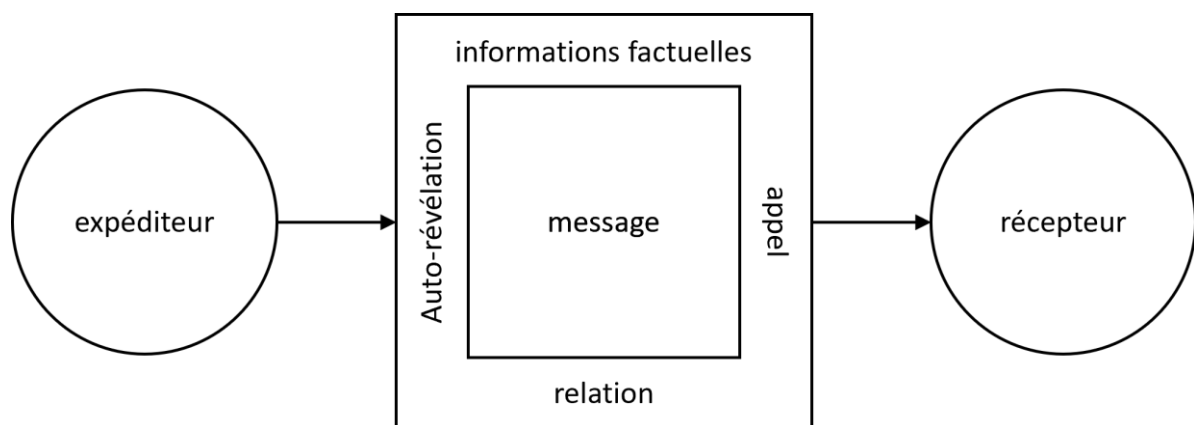 informations factuelles
expéditeur
Auto-révélation
message
appel
récepteur
relation